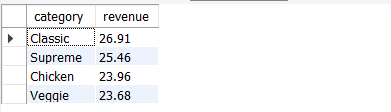 category revenue
Classic 26.91
Supreme 25.46
Chicken 23.96
Veggie 23.68